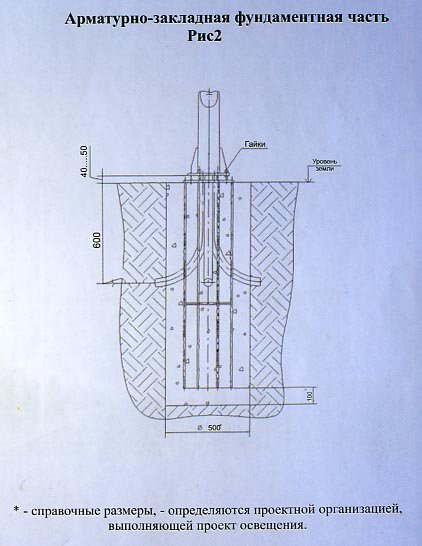 Арматурно-закладная фундаментная часть
Рис2
Гайки
Уровень
земли
40.....50
600
100
⌀ 500*
* - справочные размеры, - определяются проектной организацией,
выполняющей проект освещения.